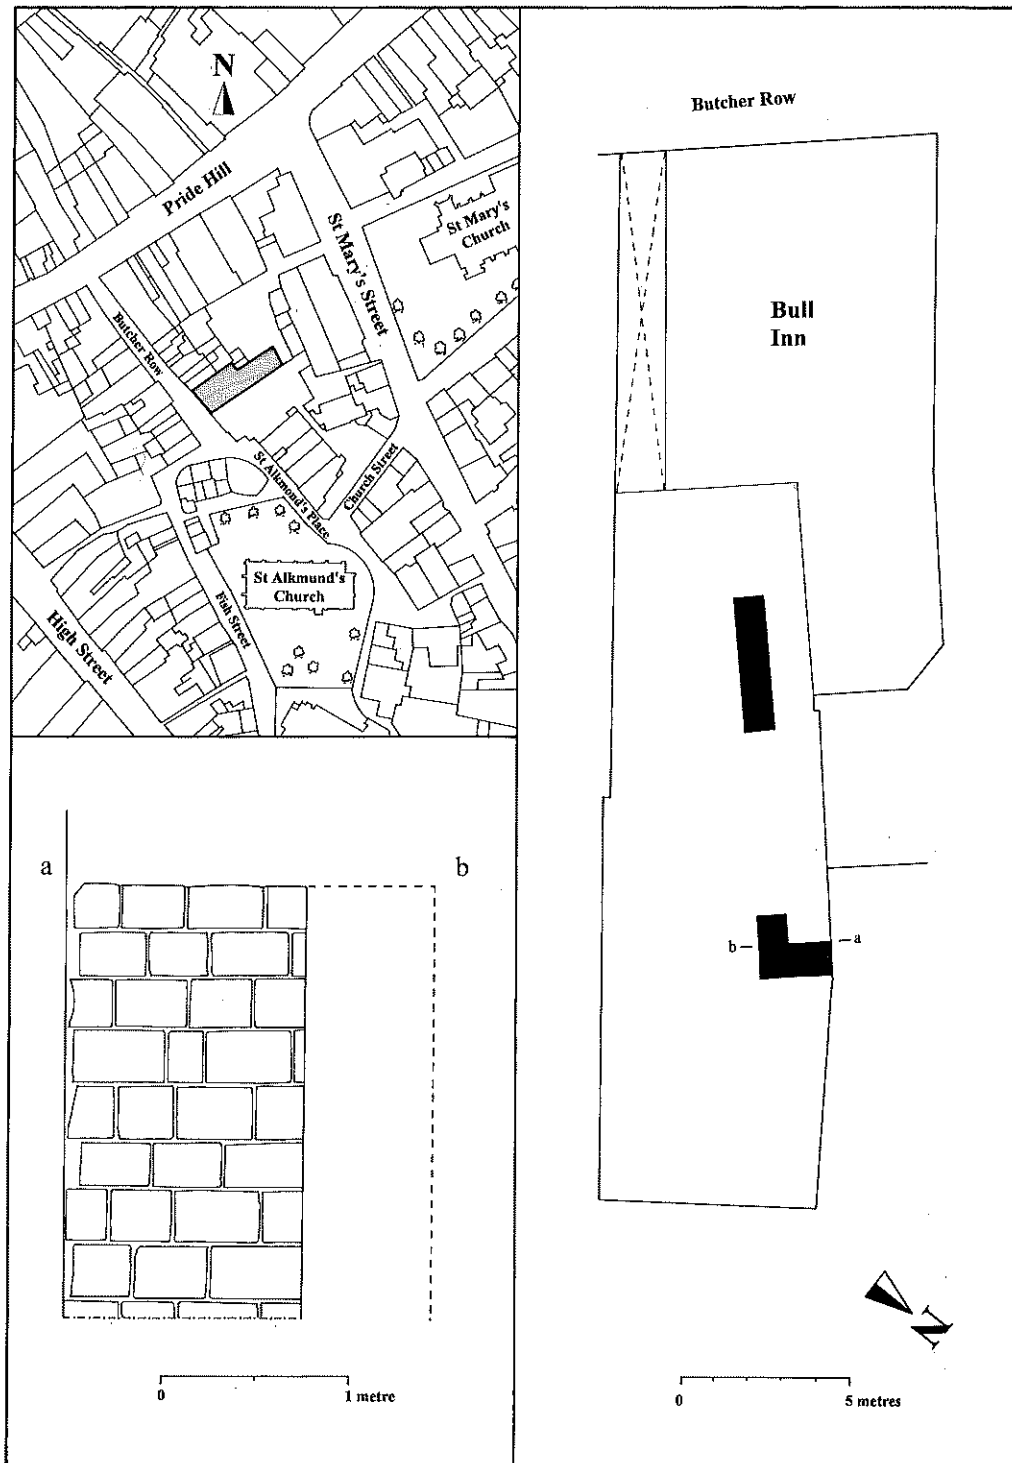 N
Pride Hill
St Mary's Street
St Mary's
Church
Butcher Row
St Alkmond's Place
Church Street
St Alkmund's
Church
Fish Street
High Street
a
b
0
1 metre
Butcher Row
Bull
Inn
b
a
N
0
5 metres